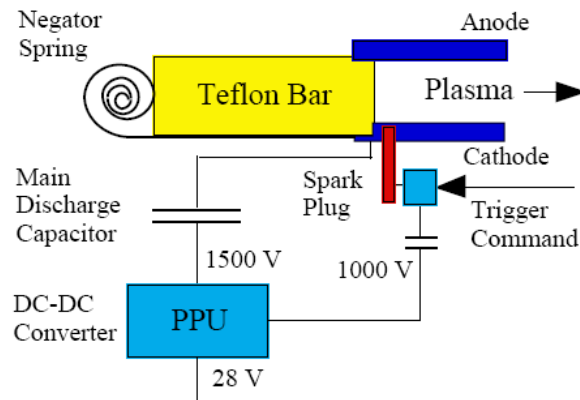 Negator
Spring
Anode
Teflon Bar
Plasma
Cathode
Spark
Plug
Trigger
Command
Main
Discharge
Capacitor
1500 V
1000 V
DC-DC
Converter
PPU
28 V